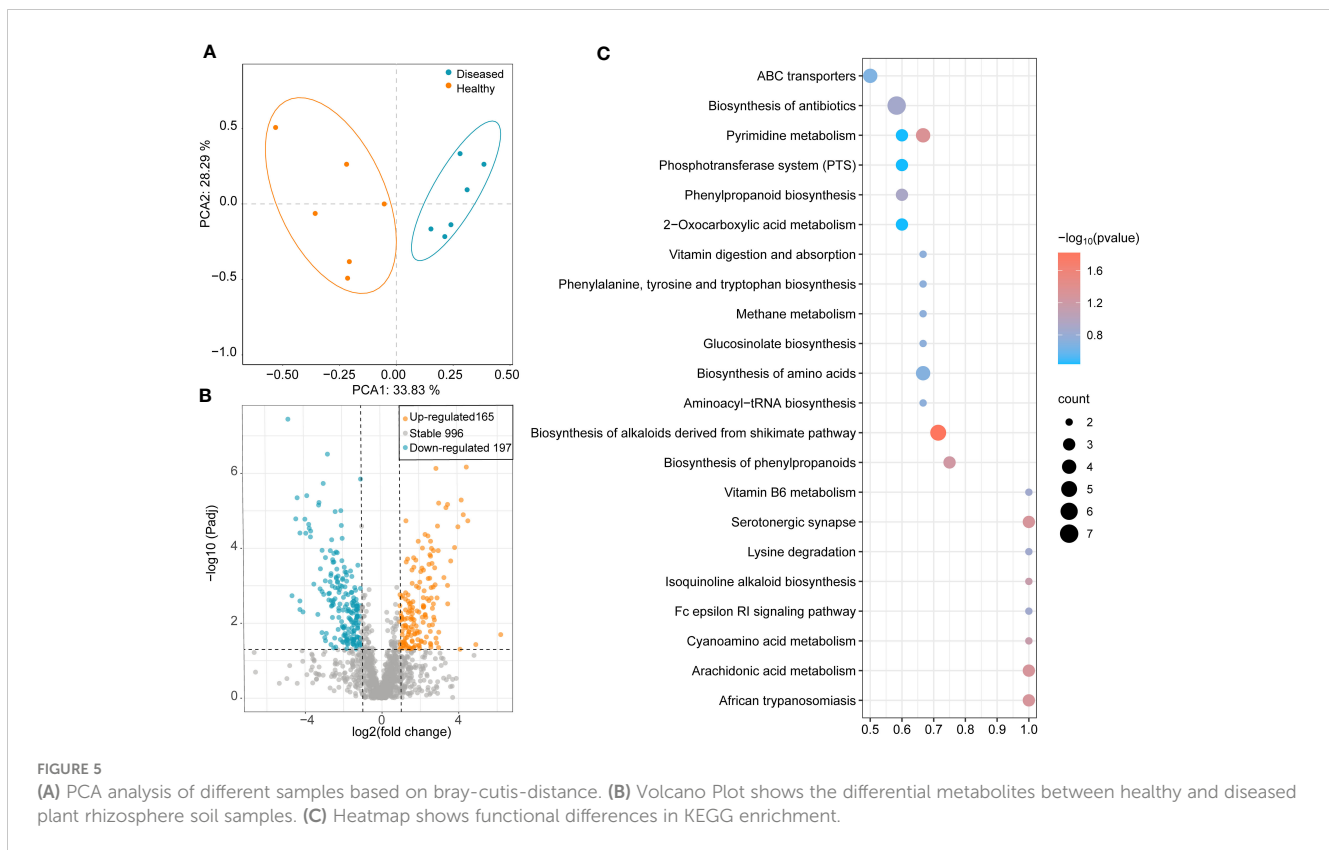 A
Diseased
Healthy
0.5
0.0
−0.5
−1.0
PCA2: 28.29 %
−0.50
−0.25
0.00
0.25
0.50
PCA1: 33.83 %
B
Up-regulated165
Stable 996
Down-regulated 197
6
4
2
0
−log10 (Padj)
−4
0
4
log2(fold change)
C
ABC transporters
Biosynthesis of antibiotics
Pyrimidine metabolism
Phosphotransferase system (PTS)
Phenylpropanoid biosynthesis
2−Oxocarboxylic acid metabolism
Vitamin digestion and absorption
Phenylalanine, tyrosine and tryptophan biosynthesis
Methane metabolism
Glucosinolate biosynthesis
Biosynthesis of amino acids
Aminoacyl−tRNA biosynthesis
Biosynthesis of alkaloids derived from shikimate pathway
Biosynthesis of phenylpropanoids
Vitamin B6 metabolism
Serotonergic synapse
Lysine degradation
Isoquinoline alkaloid biosynthesis
Fc epsilon RI signaling pathway
Cyanoamino acid metabolism
Arachidonic acid metabolism
African trypanosomiasis
0.5
0.6
0.7
0.8
0.9
1.0
−log10(pvalue)
1.6
1.2
0.8
count
2
3
4
5
6
7
FIGURE 5
(A) PCA analysis of different samples based on bray-cutis-distance. (B) Volcano Plot shows the differential metabolites between healthy and diseased
plant rhizosphere soil samples. (C) Heatmap shows functional differences in KEGG enrichment.